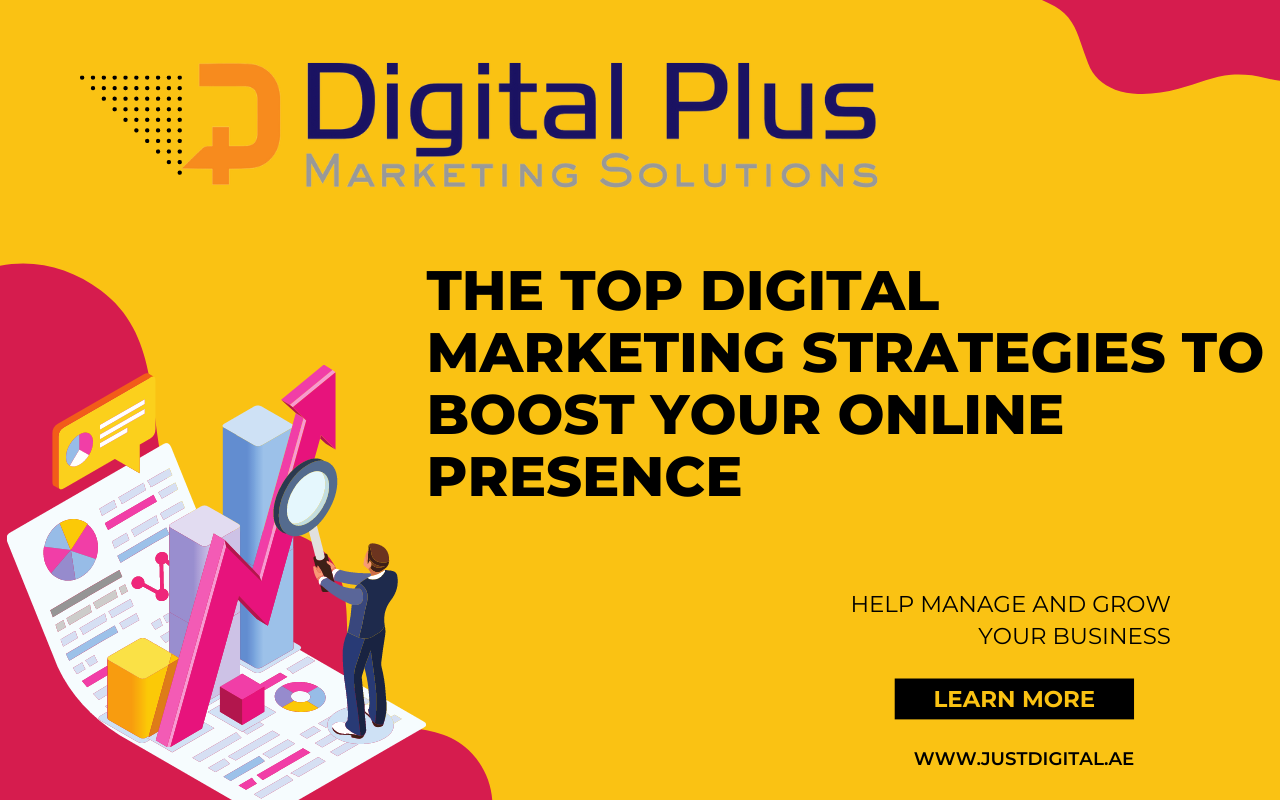 Digital Plus
MARKETING SOLUTIONS
THE TOP DIGITAL
MARKETING STRATEGIES TO
BOOST YOUR ONLINE
PRESENCE
HELP MANAGE AND GROW
YOUR BUSINESS
LEARN MORE
WWW.JUSTDIGITAL.AE